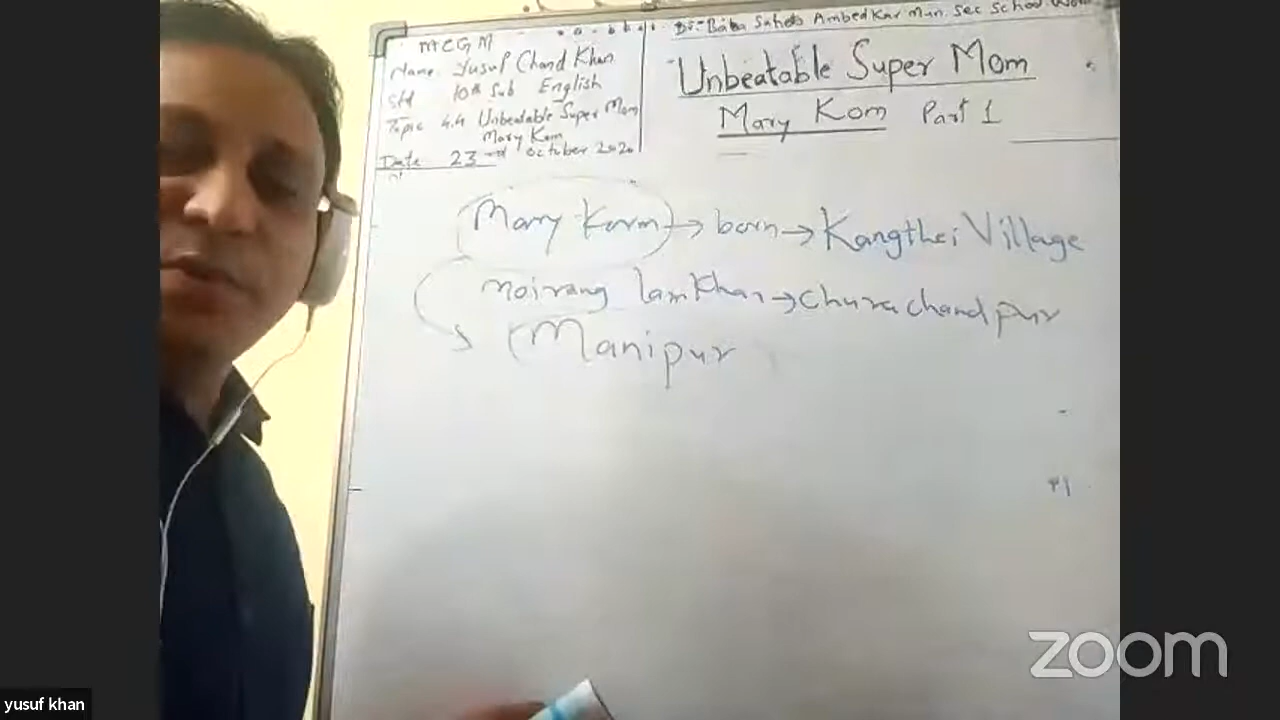 MCGM
Name Yusuf Chand Khan
Std 10th Sub English
Topic 4.4 Unbeatable Super Mom
Mary Kom
Date 23rd October 2020
Dr. Baba Saheb Ambedkar Mun. Sec School
Unbeatable Super Mom
Mary Kom Part 1
Mary Kom → born → Kangthei Village
Moirang lamkhan → churachandpur
(Manipur
zoom
yusuf khan